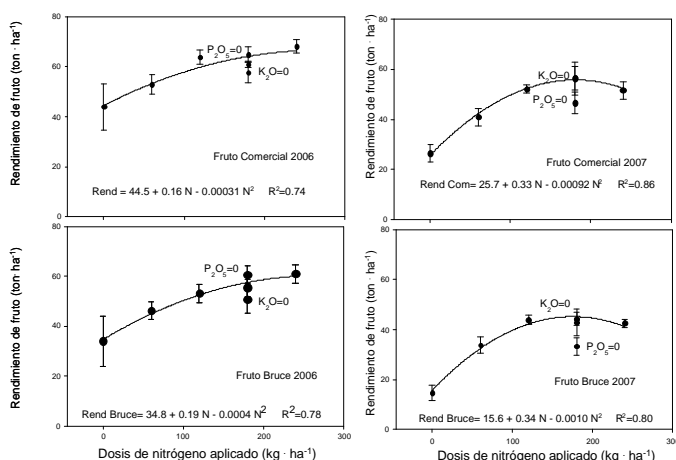 Rendimiento de fruto (ton · ha-1)
80
60
40
20
0
P2O5=0
K2O=0
Fruto Comercial 2006
Rend = 44.5 + 0.16 N - 0.00031 N2 R2=0.74
Rendimiento de fruto (ton· ha-1)
80
60
40
20
0
K2O=0
P2O5=0
Fruto Comercial 2007
Rend Com= 25.7 + 0.33 N - 0.00092 N2 R2=0.86
Rendimiento de fruto (ton· ha-1)
80
60
40
20
0
P2O5=0
K2O=0
Fruto Bruce 2006
Rend Bruce= 34.8 + 0.19 N - 0.0004 N2 R2=0.78
0 100 200 300
Dosis de nitrógeno aplicado (kg · ha-1)
Rendimiento de fruto (ton · ha-1)
80
60
40
20
0
K2O=0
P2O5=0
Fruto Bruce 2007
Rend Bruce= 15.6 + 0.34 N - 0.0010 N2 R2=0.80
0 100 200 300
Dosis de nitrógeno aplicado (kg · ha-1)